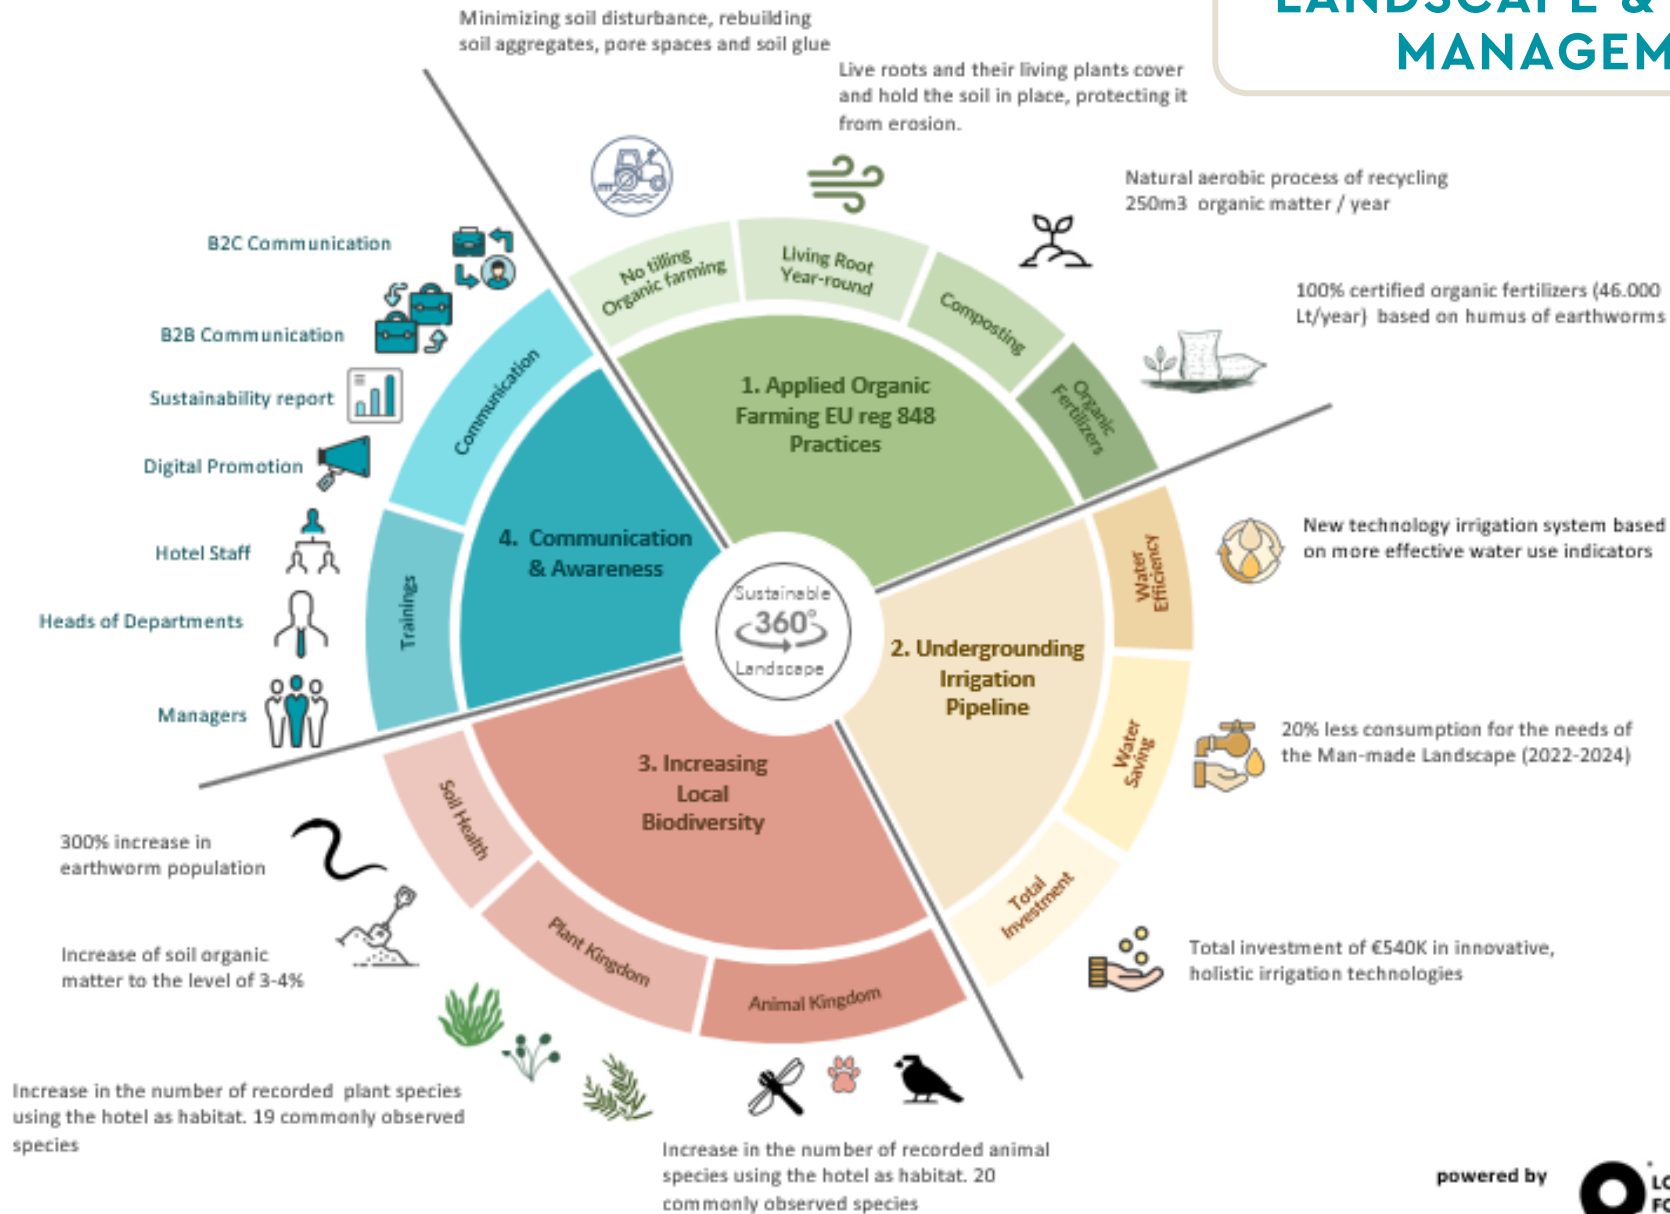 LANDSCAPE &
MANAGEM
Minimizing soil disturbance, rebuilding
soil aggregates, pore spaces and soil glue
Live roots and their living plants cover
and hold the soil in place, protecting it
from erosion.
Natural aerobic process of recycling
250m3 organic matter / year
100% certified organic fertilizers (46.000
Lt/year) based on humus of earthworms
No tilling
Organic farming
Living Root
Year-round
Composting
Organic
Fertilizers
1. Applied Organic
Farming EU reg 848
Practices
B2C Communication
B2B Communication
Sustainability report
Digital Promotion
Hotel Staff
Heads of Departments
Managers
Communication
Trainings
4. Communication
& Awareness
Sustainable
360°
Landscape
2. Undergrounding
Irrigation
Pipeline
Water
Efficiency
Water
Saving
Total
Investment
New technology irrigation system based
on more effective water use indicators
20% less consumption for the needs of
the Man-made Landscape (2022-2024)
Total investment of €540K in innovative,
holistic irrigation technologies
3. Increasing
Local
Biodiversity
Soil Health
Plant Kingdom
Animal Kingdom
300% increase in
earthworm population
Increase of soil organic
matter to the level of 3-4%
Increase in the number of recorded plant species
using the hotel as habitat. 19 commonly observed
species
Increase in the number of recorded animal
species using the hotel as habitat. 20
commonly observed species
powered by
LO
FO